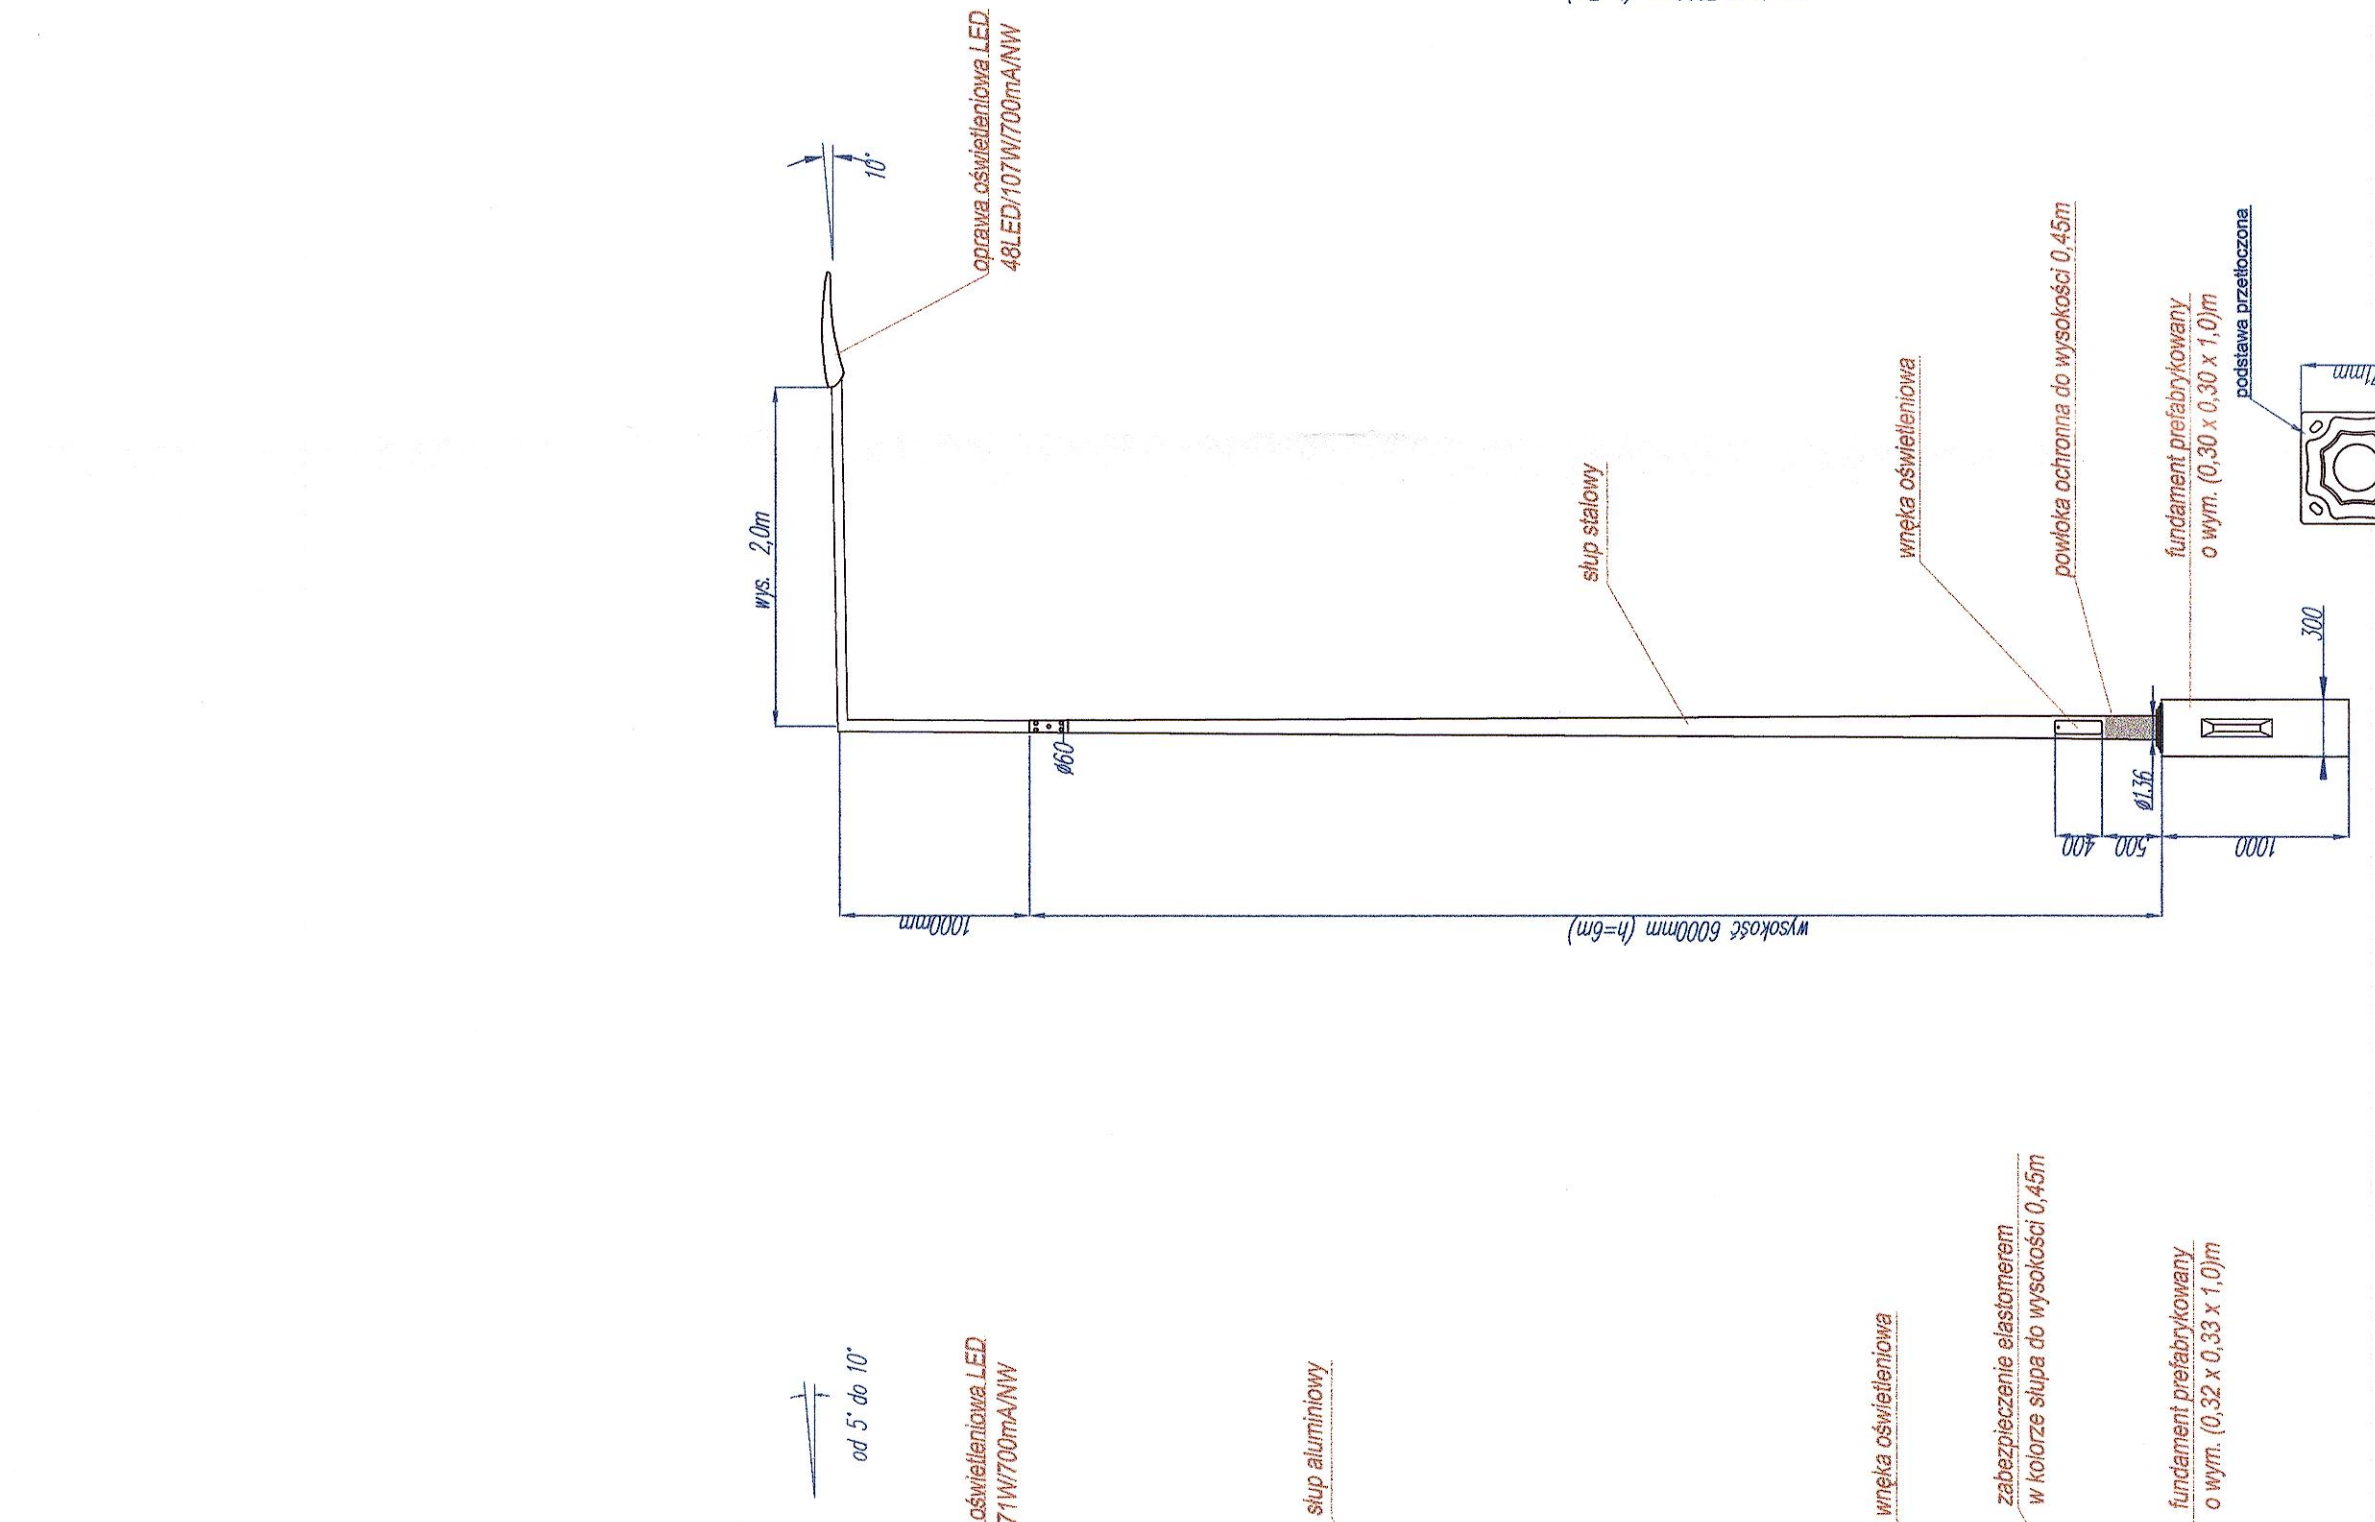 10°
oprawa oświetleniowa LED
48LED/107W/700mA/NW
wys. 2,0m
słup stalowy
wnęka oświetleniowa
powłoka ochronna do wysokości 0,45m
fundament prefabrykowany
o wym. (0,30 x 0,30 x 1,0)m
podstawa przetłoczona
300
ø60
ø136
400
500
1000
1000mm
wysokość 6000mm (h=6m)
od 5° do 10°
oświetleniowa LED
71W/700mA/NW
słup aluminiowy
wnęka oświetleniowa
zabezpieczenie elastomerem
w kolorze słupa do wysokości 0,45m
fundament prefabrykowany
o wym. (0,32 x 0,33 x 1,0)m